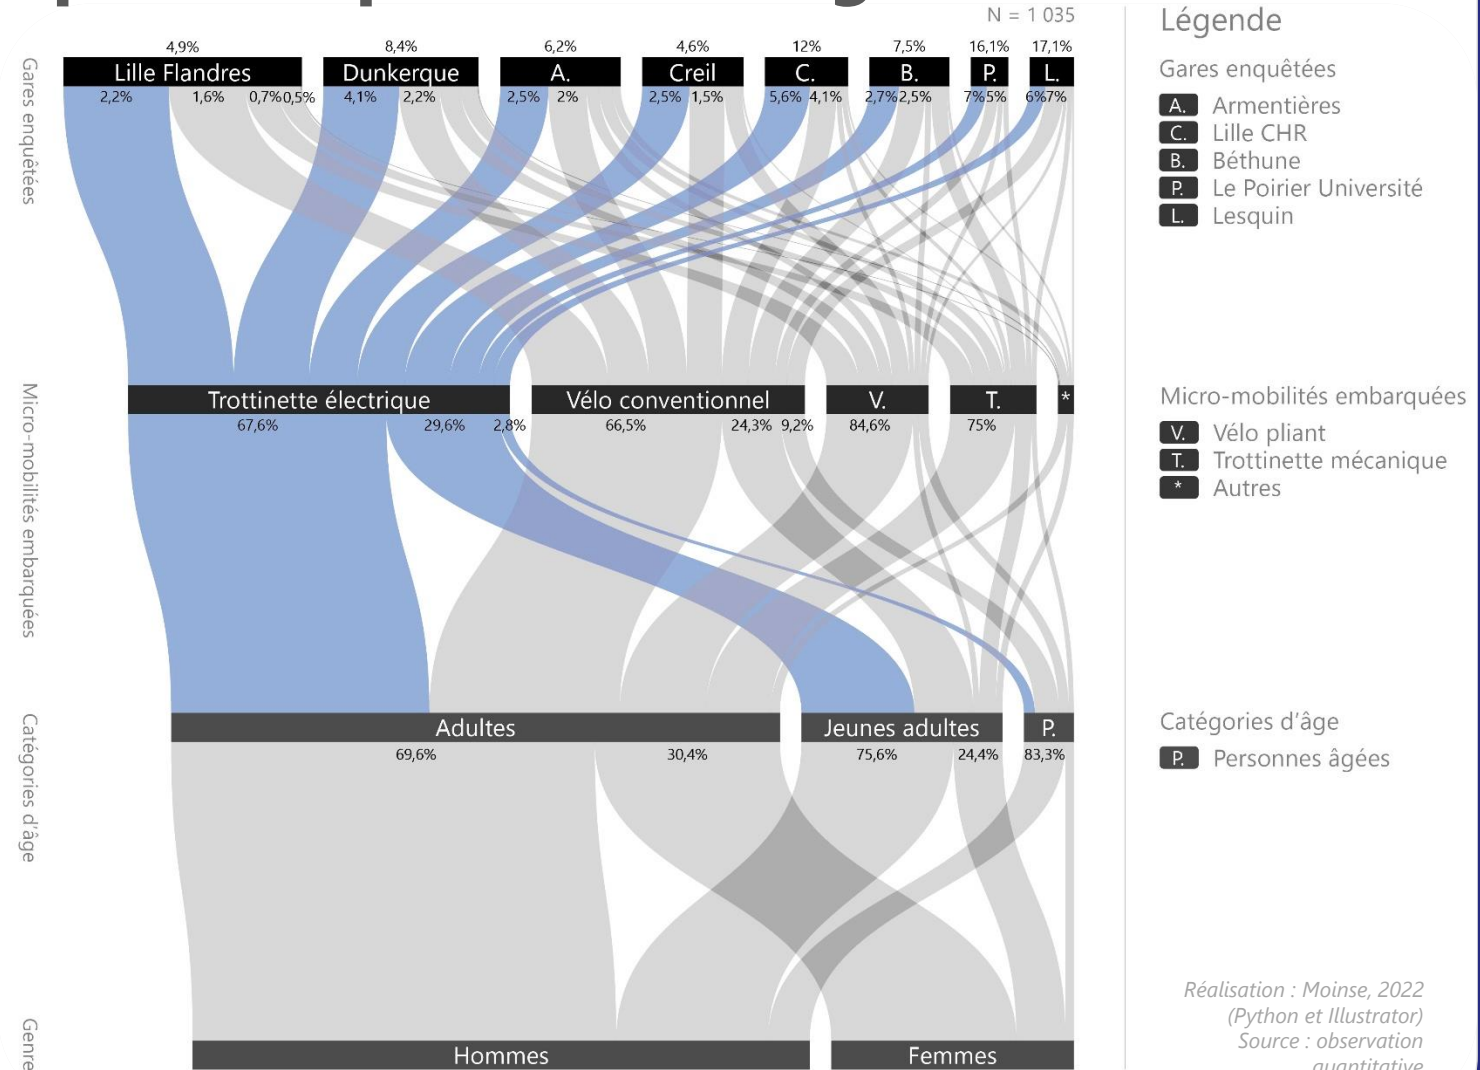 N = 1 035
4,9% 8,4% 6,2% 4,6% 12% 7,5% 16,1% 17,1%
Gares enquêtées
Lille Flandres Dunkerque A. Creil C. B. P. L.
2,2% 1,6% 0,7% 0,5% 4,1% 2,2% 2,5% 2% 2,5% 1,5% 5,6% 4,1% 2,7% 2,5% 7% 5% 6% 7%
Micro-mobilités embarquées
Trottinette électrique Vélo conventionnel V. T. *
67,6% 29,6% 2,8% 66,5% 24,3% 9,2% 84,6% 75%
Catégories d'âge
Adultes Jeunes adultes P.
69,6% 30,4% 75,6% 24,4% 83,3%
Genre
Hommes Femmes
Légende
Gares enquêtées
A. Armentières
C. Lille CHR
B. Béthune
P. Le Poirier Université
L. Lesquin
Micro-mobilités embarquées
V. Vélo pliant
T. Trottinette mécanique
* Autres
Catégories d'âge
P. Personnes âgées
Réalisation : Moinse, 2022
(Python et Illustrator)
Source : observation
quantitative